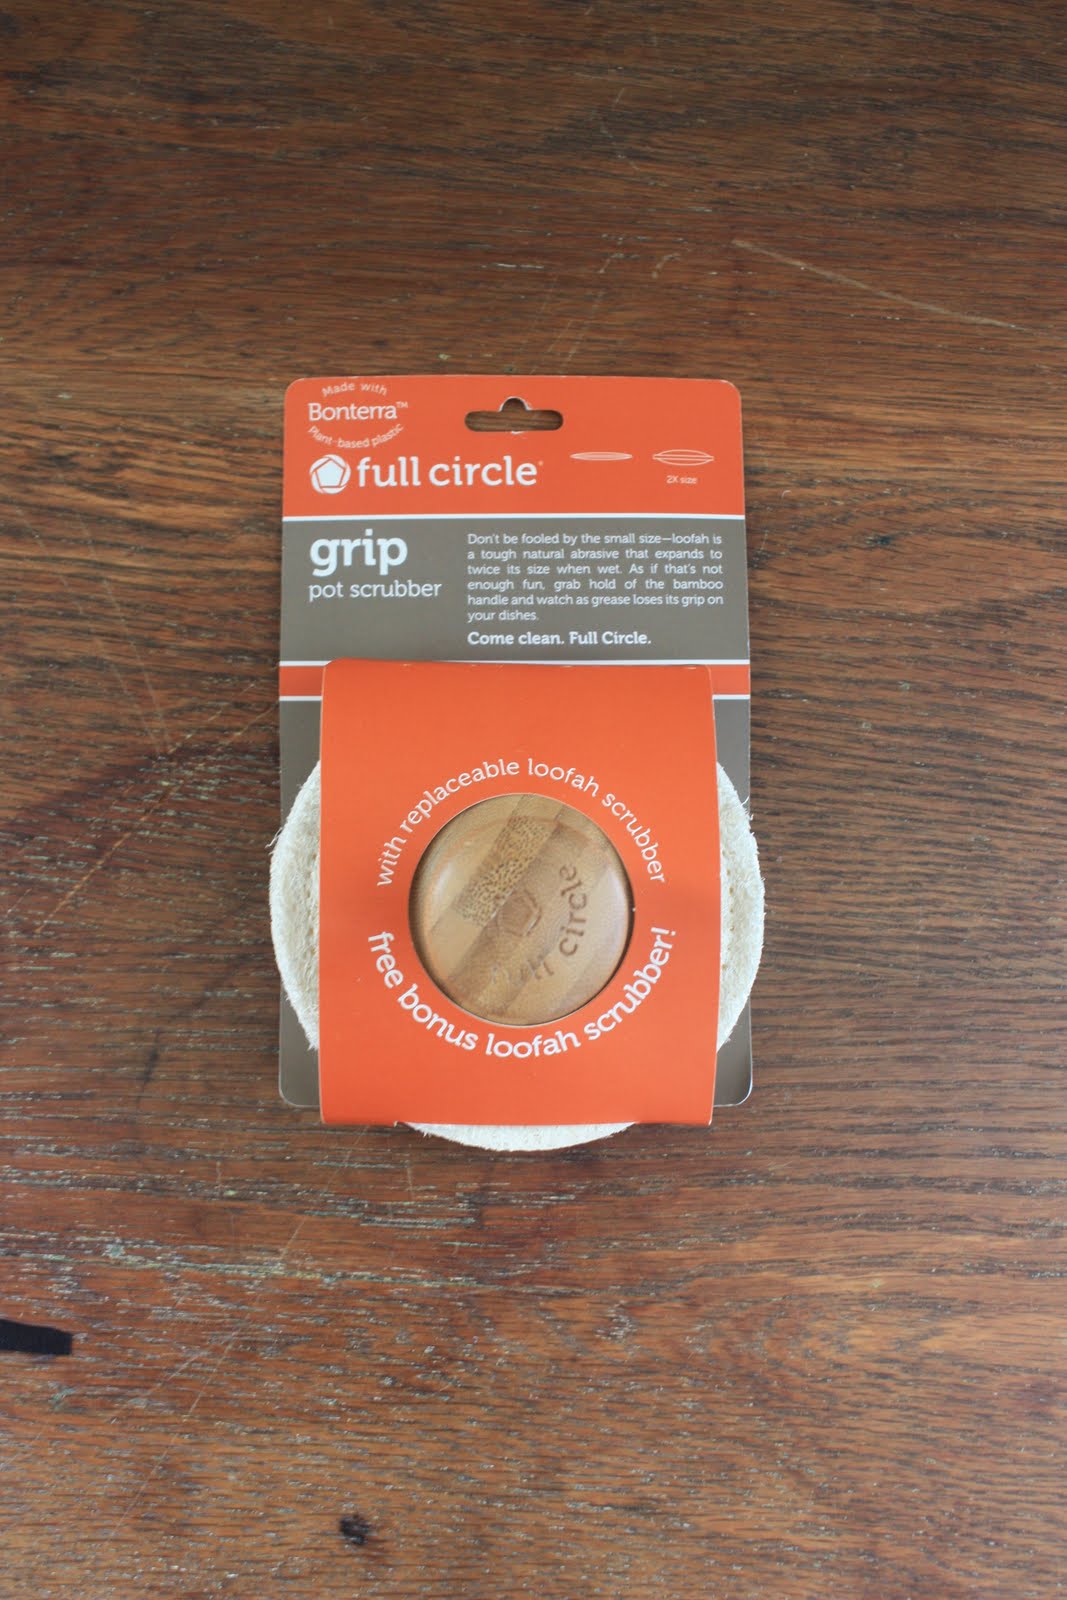 Made with
Bonterra™
Plant-based plastic
full circle®
2X size
grip
pot scrubber
Don't be fooled by the small size—loofah is
a tough natural abrasive that expands to
twice its size when wet. As if that's not
enough fun, grab hold of the bamboo
handle and watch as grease loses its grip on
your dishes.
Come clean. Full Circle.
with replaceable loofah scrubber
full circle
free bonus loofah scrubber!